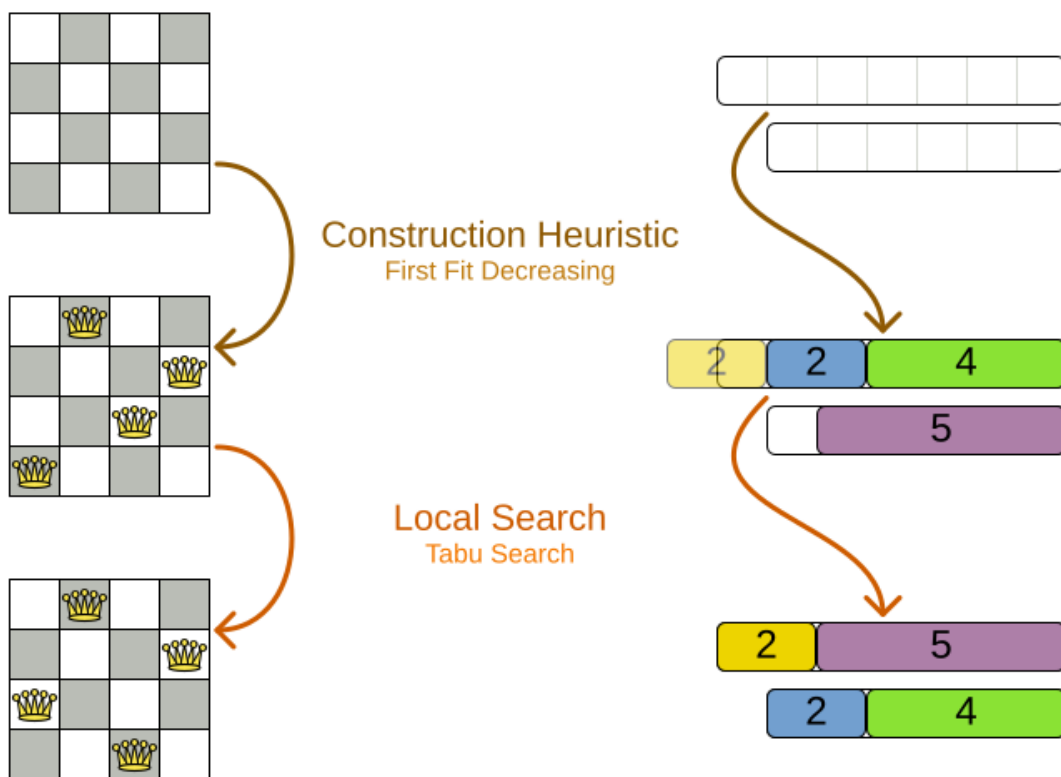 Construction Heuristic
First Fit Decreasing
2 2 4
5
Local Search
Tabu Search
2 5
2 4